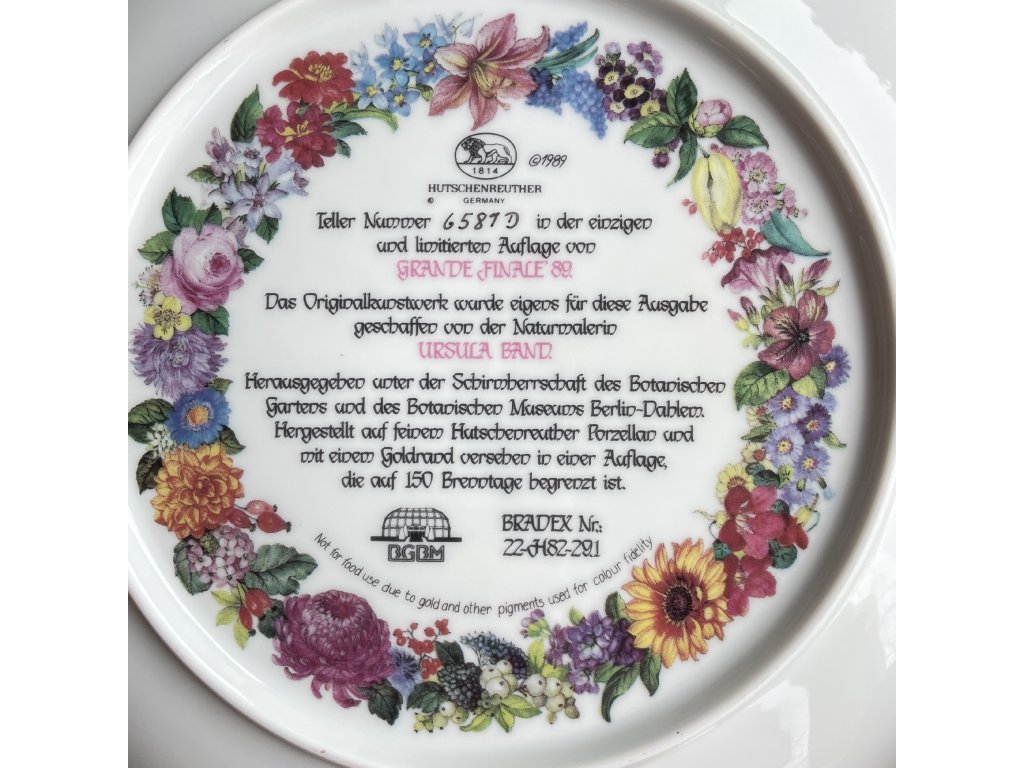 1814
©1989
HUTSCHENREUTHER
© GERMANY
Teller Nummer 6587 D in der einzigen
und limitierten Auflage von
GRANDE FINALE '89.
Das Originalkunstwerk wurde eigens für diese Ausgabe
geschaffen von der Naturmalerin
URSULA BAND.
Herausgegeben unter der Schirmherrschaft des Botanischen
Gartens und des Botanischen Museums Berlin-Dahlem.
Hergestellt auf feinem Hutschenreuther Porzellan und
mit einem Goldrand versehen in einer Auflage,
die auf 150 Brenntage begrenzt ist.
BGBM
BRADEX Nr.:
22-H82-29.1
Not for food use due to gold and other pigments used for colour fidelity